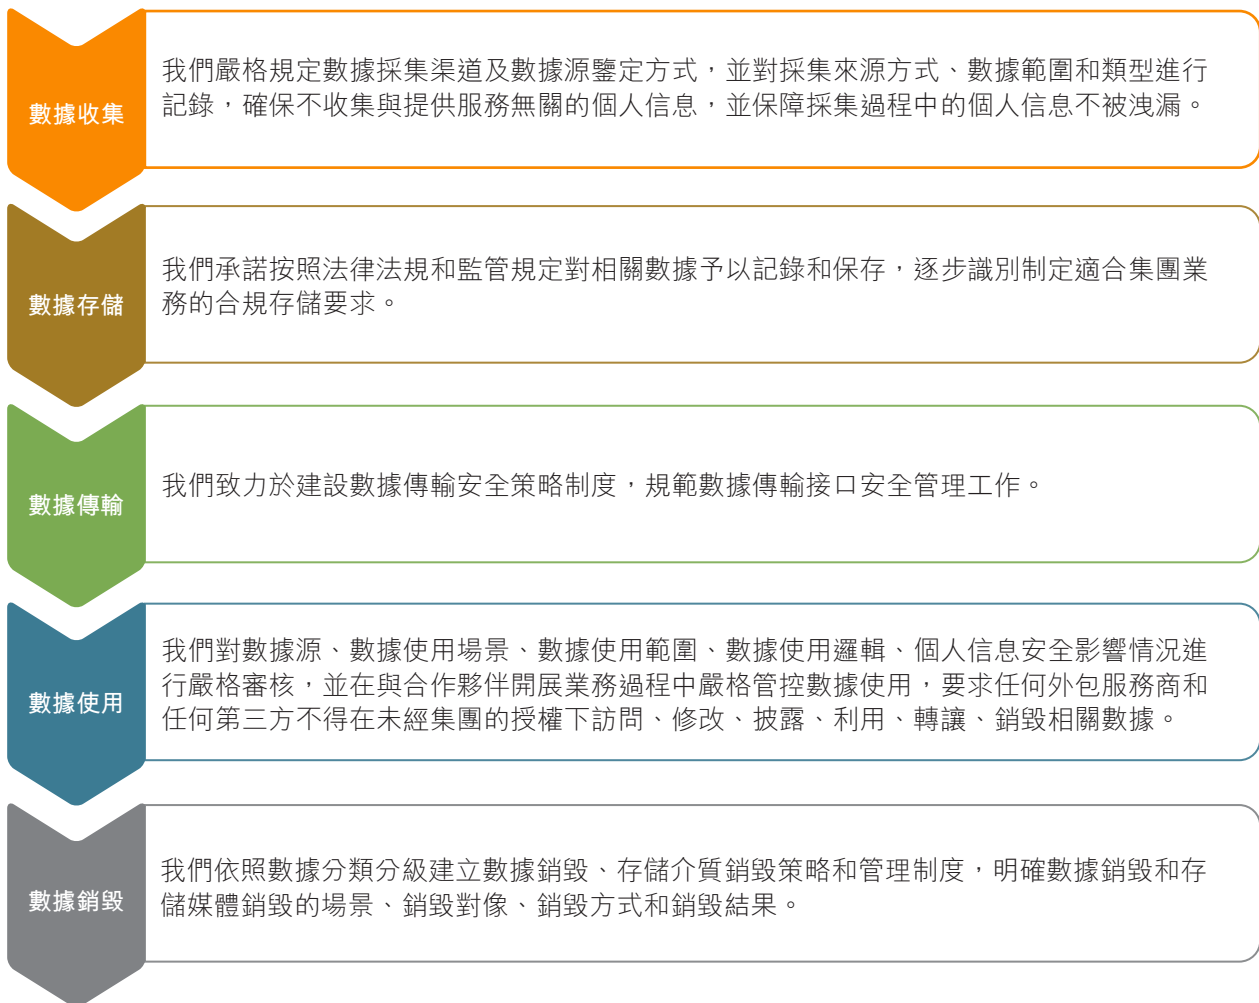 數據收集
我們嚴格規定數據採集渠道及數據源鑒定方式，並對採集來源方式、數據範圍和類型進行
記錄，確保不收集與提供服務無關的個人信息，並保障採集過程中的個人信息不被洩漏。
數據存儲
我們承諾按照法律法規和監管規定對相關數據予以記錄和保存，逐步識別制定適合集團業
務的合規存儲要求。
數據傳輸
我們致力於建設數據傳輸安全策略制度，規範數據傳輸接口安全管理工作。
數據使用
我們對數據源、數據使用場景、數據使用範圍、數據使用邏輯、個人信息安全影響情況進
行嚴格審核，並在與合作夥伴開展業務過程中嚴格管控數據使用，要求任何外包服務商和
任何第三方不得在未經集團的授權下訪問、修改、披露、利用、轉讓、銷毀相關數據。
數據銷毀
我們依照數據分類分級建立數據銷毀、存儲介質銷毀策略和管理制度，明確數據銷毀和存
儲媒體銷毀的場景、銷毀對像、銷毀方式和銷毀結果。